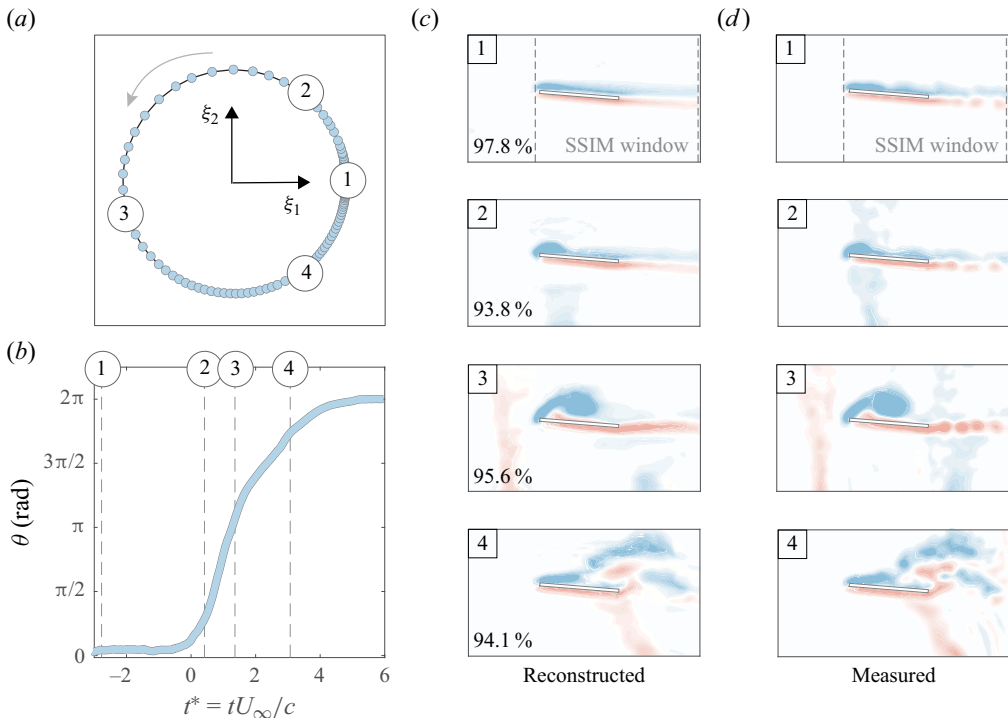 (a)
2
ξ2
1
ξ1
3
4
(b)
1 2 3 4
2π
3π/2
π
π/2
0
θ (rad)
−2 0 2 4 6
t* = tU∞/c
(c)
1
97.8 %
SSIM window
2
93.8 %
3
95.6 %
4
94.1 %
Reconstructed
(d)
1
SSIM window
2
3
4
Measured